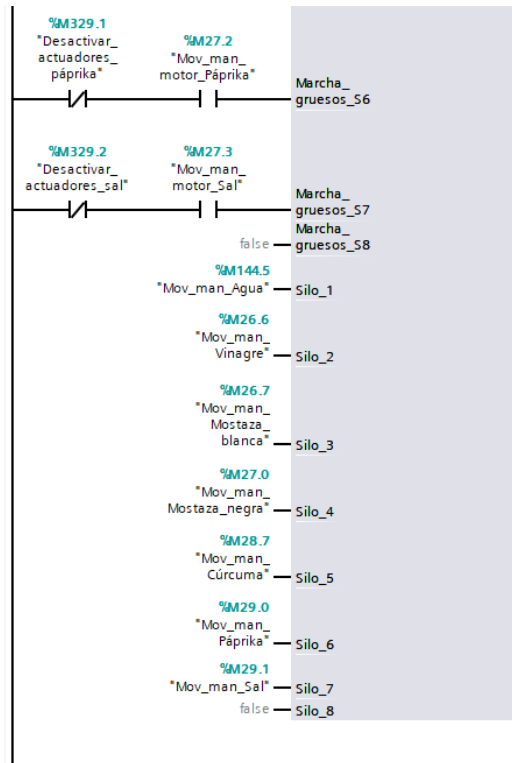 %M329.1
"Desactivar_
actuadores_
páprika"
%M27.2
"Mov_man_
motor_Páprika"
Marcha_
gruesos_S6
%M329.2
"Desactivar_
actuadores_sal"
%M27.3
"Mov_man_
motor_Sal"
Marcha_
gruesos_S7
false
Marcha_
gruesos_S8
%M144.5
"Mov_man_Agua"
Silo_1
%M26.6
"Mov_man_
Vinagre"
Silo_2
%M26.7
"Mov_man_
Mostaza_
blanca"
Silo_3
%M27.0
"Mov_man_
Mostaza_negra"
Silo_4
%M28.7
"Mov_man_
Cúrcuma"
Silo_5
%M29.0
"Mov_man_
Páprika"
Silo_6
%M29.1
"Mov_man_Sal"
Silo_7
false
Silo_8